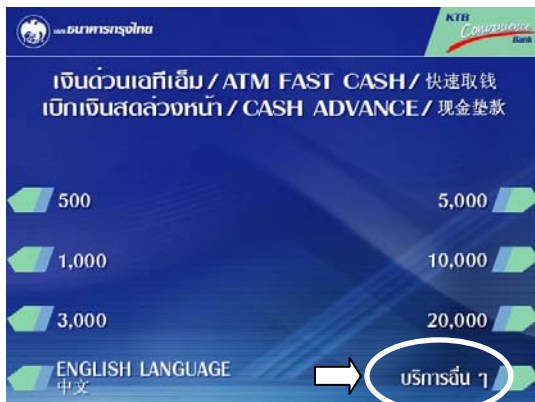 บมจ.ธนาคารกรุงไทย
KTB
Convenience
Bank
เงินด่วนเอทีเอ็ม / ATM FAST CASH / 快速取钱
เบิกเงินสดล่วงหน้า / CASH ADVANCE / 现金垫款
500
5,000
1,000
10,000
3,000
20,000
ENGLISH LANGUAGE
中文
บริการอื่น ๆ